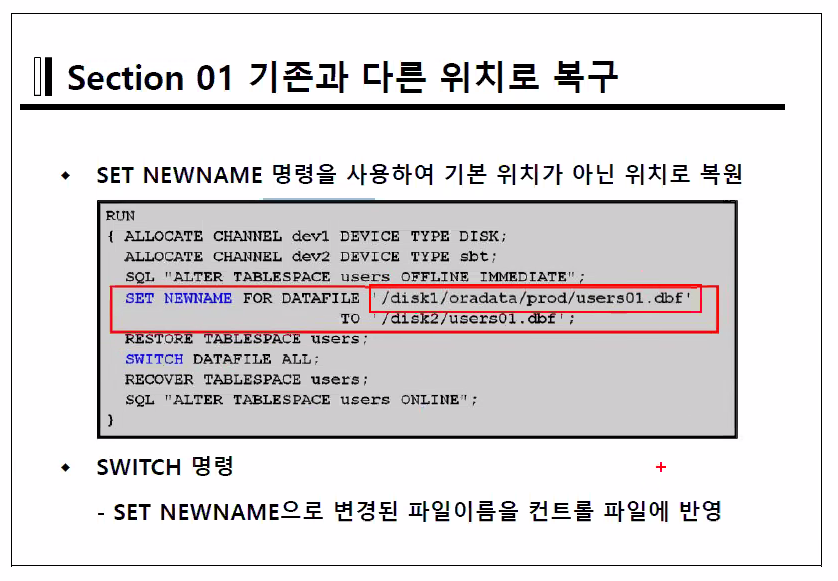 Section 01 기존과 다른 위치로 복구
◆ SET NEWNAME 명령을 사용하여 기본 위치가 아닌 위치로 복원
RUN
{ ALLOCATE CHANNEL dev1 DEVICE TYPE DISK;
ALLOCATE CHANNEL dev2 DEVICE TYPE sbt;
SQL "ALTER TABLESPACE users OFFLINE IMMEDIATE";
SET NEWNAME FOR DATAFILE '/disk1/oradata/prod/users01.dbf'
TO '/disk2/users01.dbf';
RESTORE TABLESPACE users;
SWITCH DATAFILE ALL;
RECOVER TABLESPACE users;
SQL "ALTER TABLESPACE users ONLINE";
}
◆ SWITCH 명령
- SET NEWNAME으로 변경된 파일이름을 컨트롤 파일에 반영